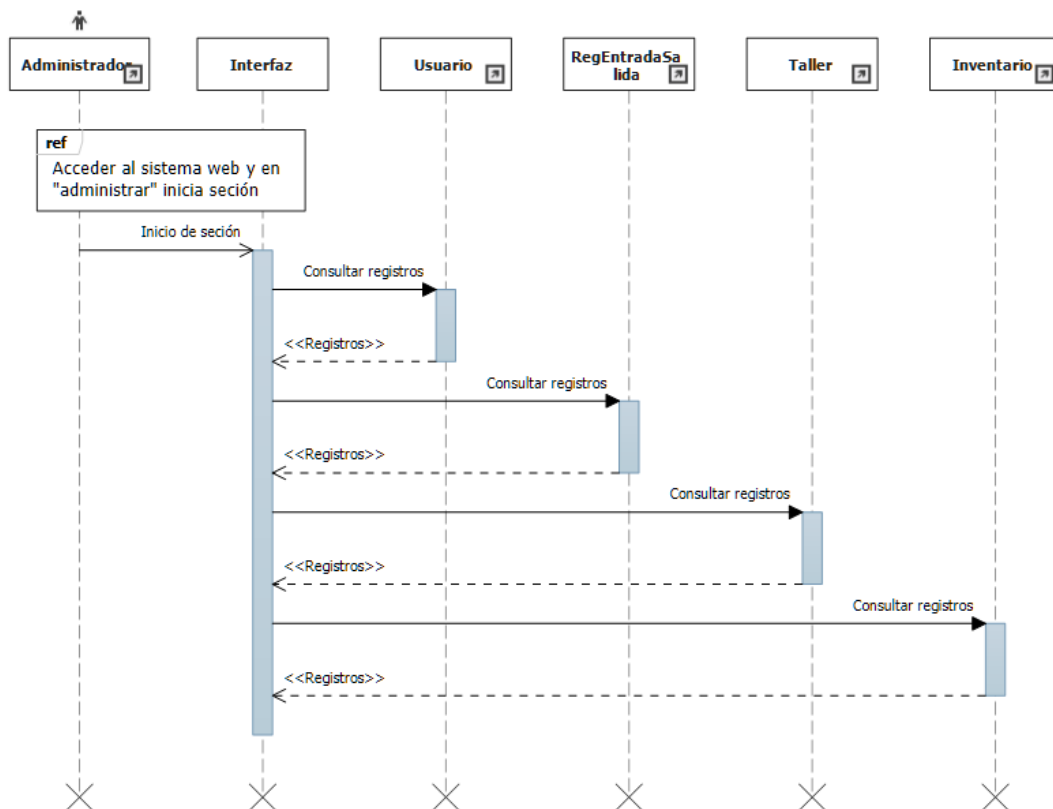 Administrador
Interfaz
Usuario
RegEntradaSa
lida
Taller
Inventario
ref
Acceder al sistema web y en
"administrar" inicia seción
Inicio de seción
Consultar registros
<<Registros>>
Consultar registros
<<Registros>>
Consultar registros
<<Registros>>
Consultar registros
<<Registros>>